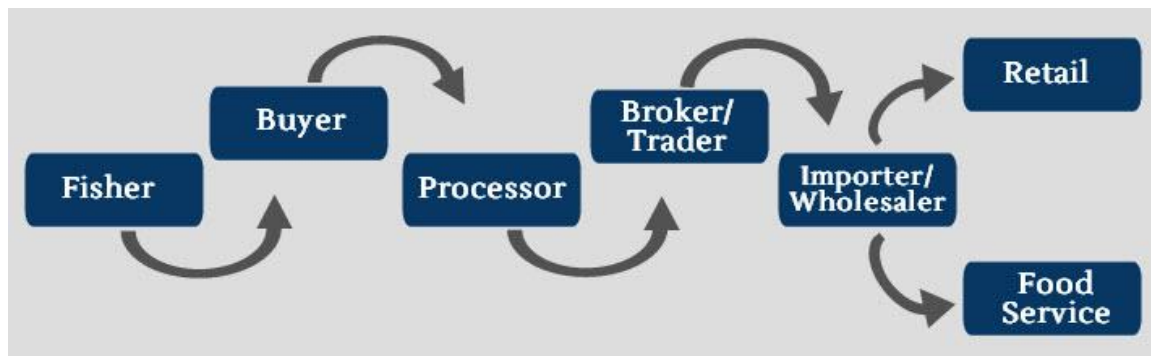 Fisher
Buyer
Processor
Broker/
Trader
Importer/
Wholesaler
Retail
Food
Service